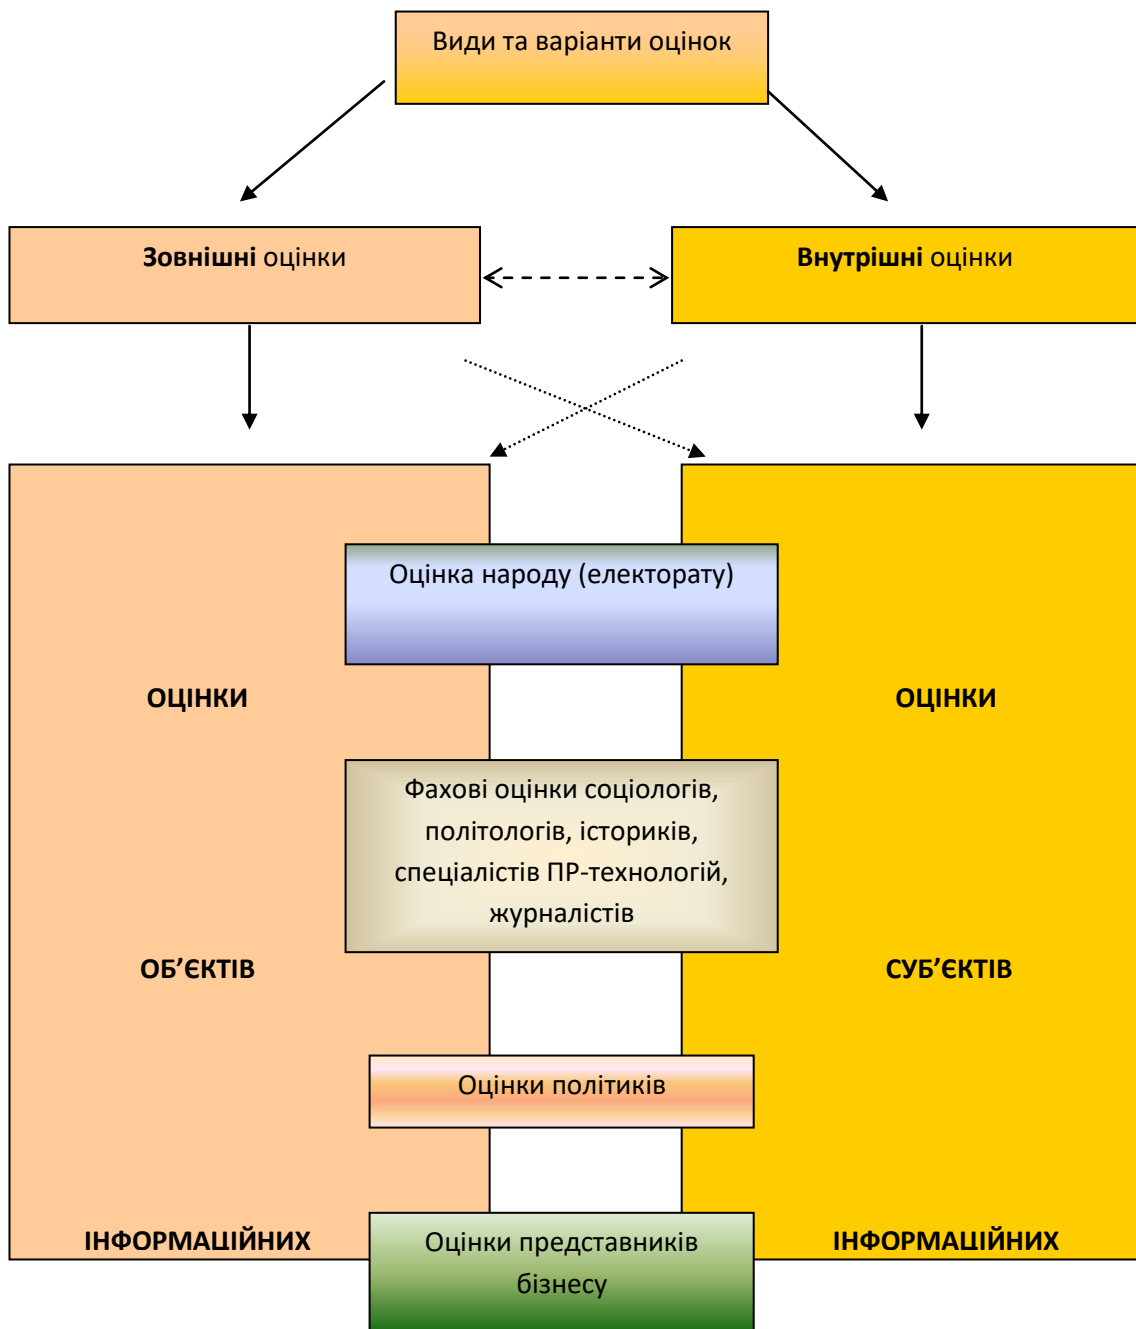 Види та варіанти оцінок
Зовнішні оцінки
Внутрішні оцінки
Оцінка народу (електорату)
ОЦІНКИ
ОЦІНКИ
Фахові оцінки соціологів,
політологів, істориків,
спеціалістів ПР-технологій,
журналістів
ОБ’ЄКТІВ
СУБ’ЄКТІВ
Оцінки політиків
ІНФОРМАЦІЙНИХ
Оцінки представників
бізнесу
ІНФОРМАЦІЙНИХ